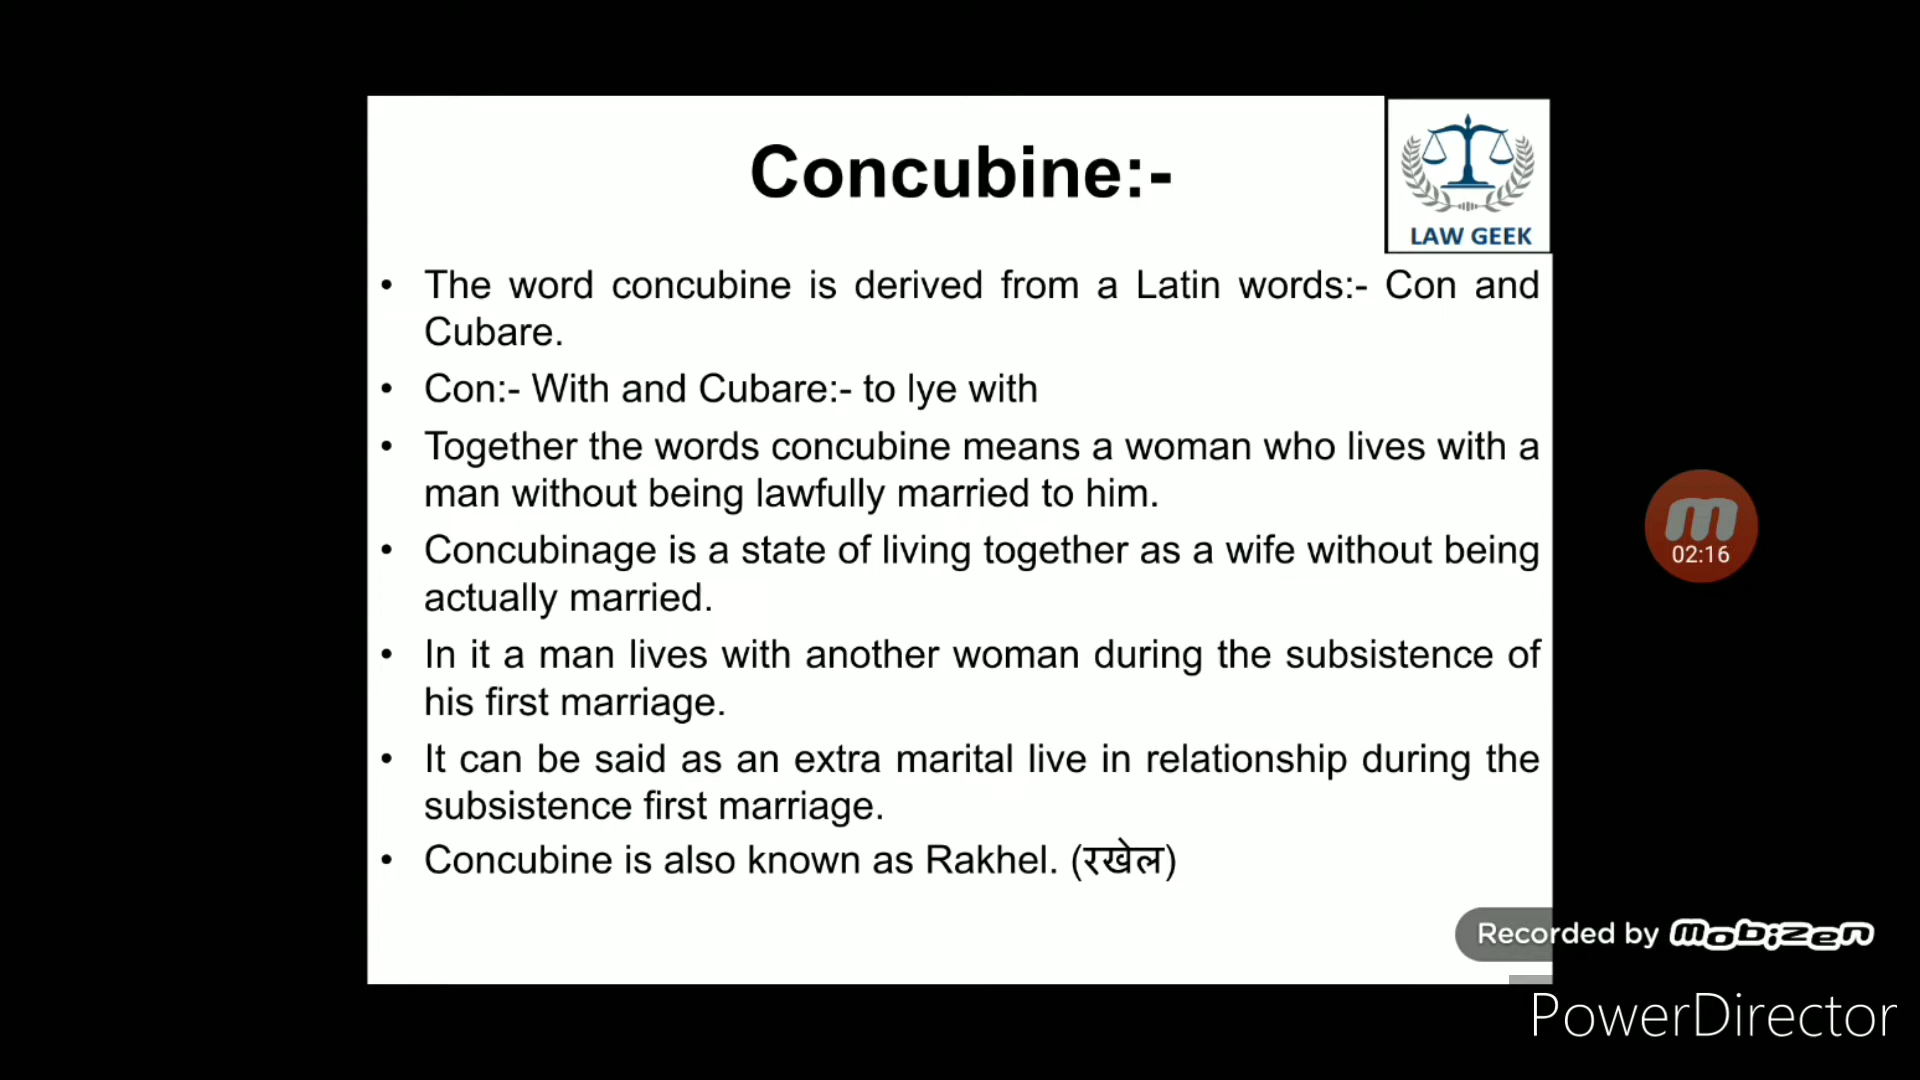 Concubine:-
LAW GEEK
• The word concubine is derived from a Latin words:- Con and
Cubare.
• Con:- With and Cubare:- to lye with
• Together the words concubine means a woman who lives with a
man without being lawfully married to him.
• Concubinage is a state of living together as a wife without being
actually married.
• In it a man lives with another woman during the subsistence of
his first marriage.
• It can be said as an extra marital live in relationship during the
subsistence first marriage.
• Concubine is also known as Rakhel. (रखेल)
m
02:16
Recorded by mobizen
PowerDirector